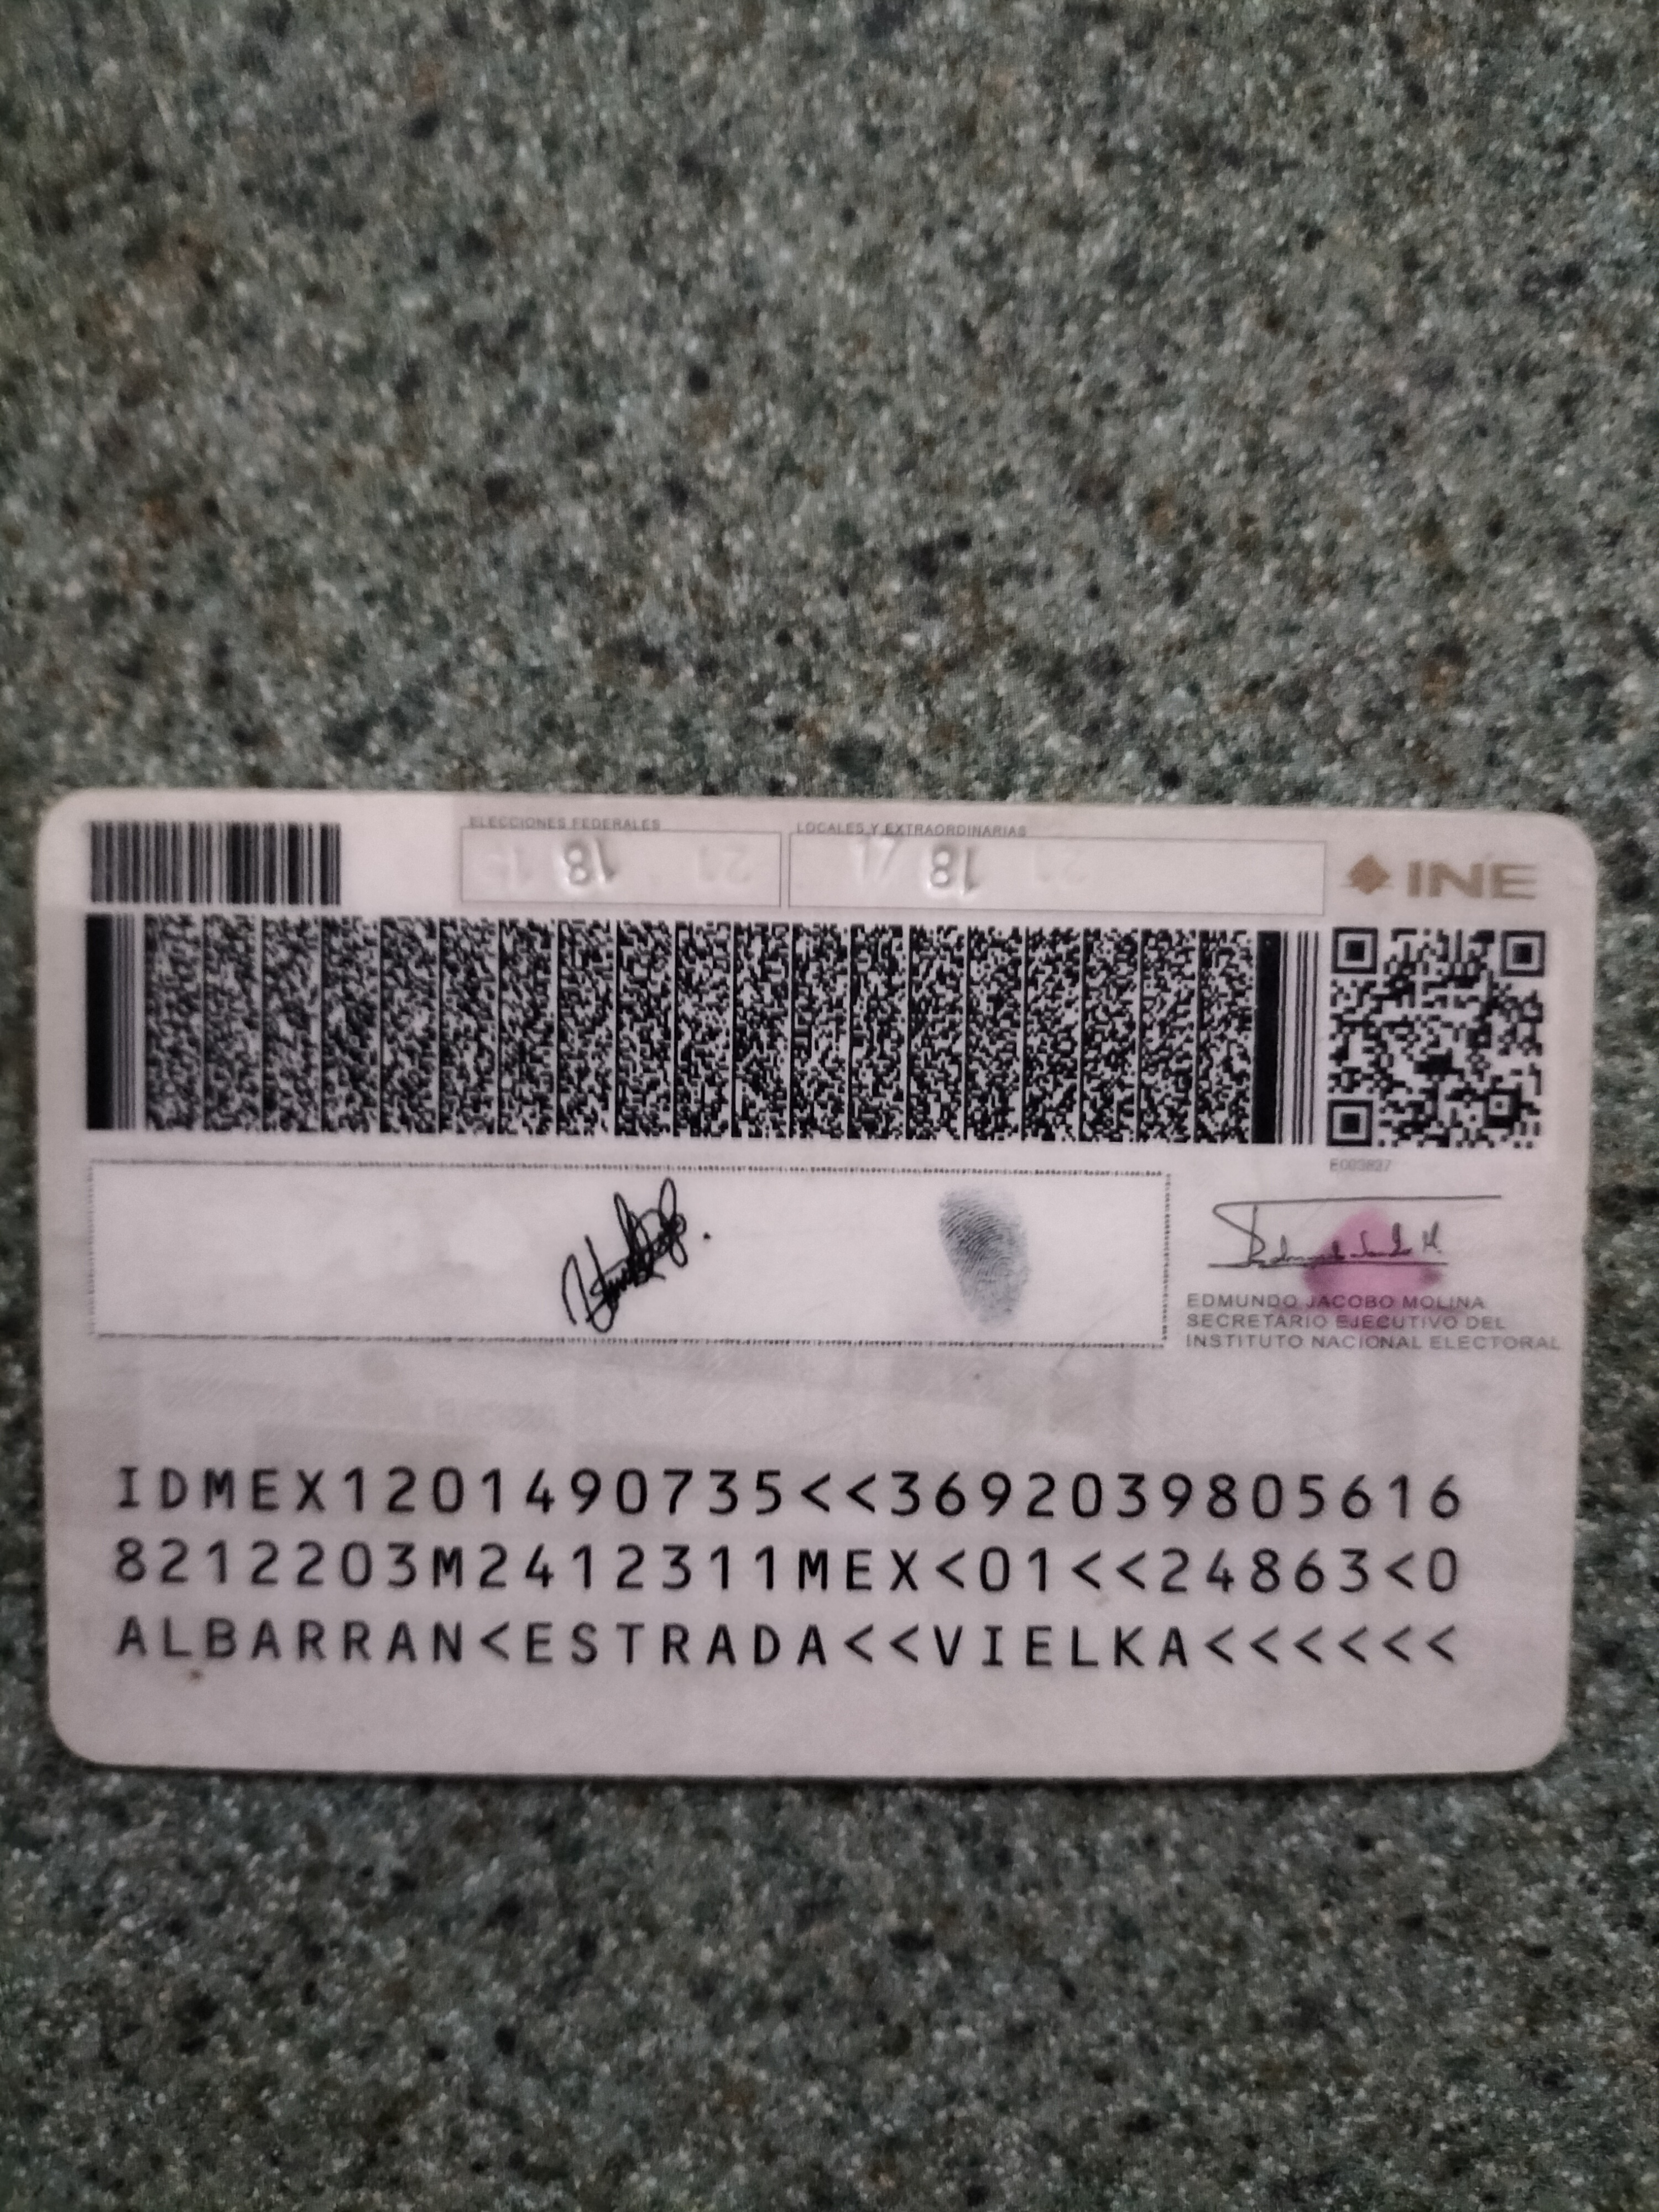 ELECCIONES FEDERALES
LOCALES Y EXTRAORDINARIAS
18
18
INE
EDMUNDO JACOBO MOLINA
SECRETARIO EJECUTIVO DEL
INSTITUTO NACIONAL ELECTORAL
IDMEX1201490735<<3692039805616
8212203M2412311MEX<01<<24863<0
ALBARRAN<ESTRADA<<VIELKA<<<<<<